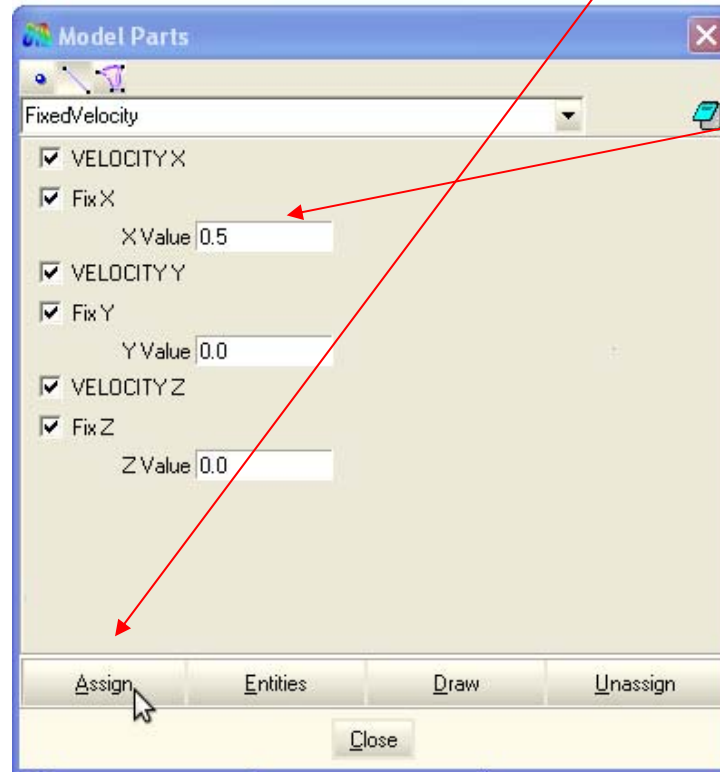 Model Parts
FixedVelocity
VELOCITY X
Fix X
X Value 0.5
VELOCITY Y
Fix Y
Y Value 0.0
VELOCITY Z
Fix Z
Z Value 0.0
Assign Entities Draw Unassign
Close